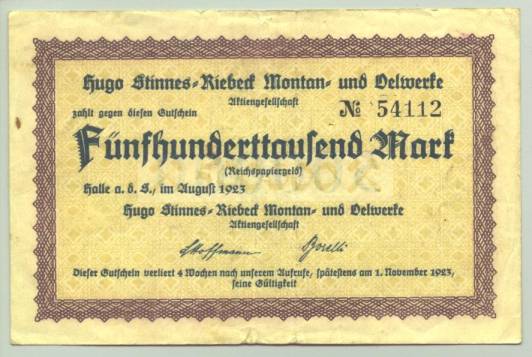 Hugo Stinnes-Riebeck Montan- und Oelwerke
Aktiengesellschaft
zahlt gegen diesen Gutschein № 54112
Fünfhunderttausend Mark
(Reichspapiergeld)
Halle a. d. S., im August 1923
Hugo Stinnes-Riebeck Montan- und Oelwerke
Aktiengesellschaft
Hoffmann Borelli
Dieser Gutschein verliert 4 Wochen nach unserem Aufrufe, spätestens am 1. November 1923,
seine Gültigkeit